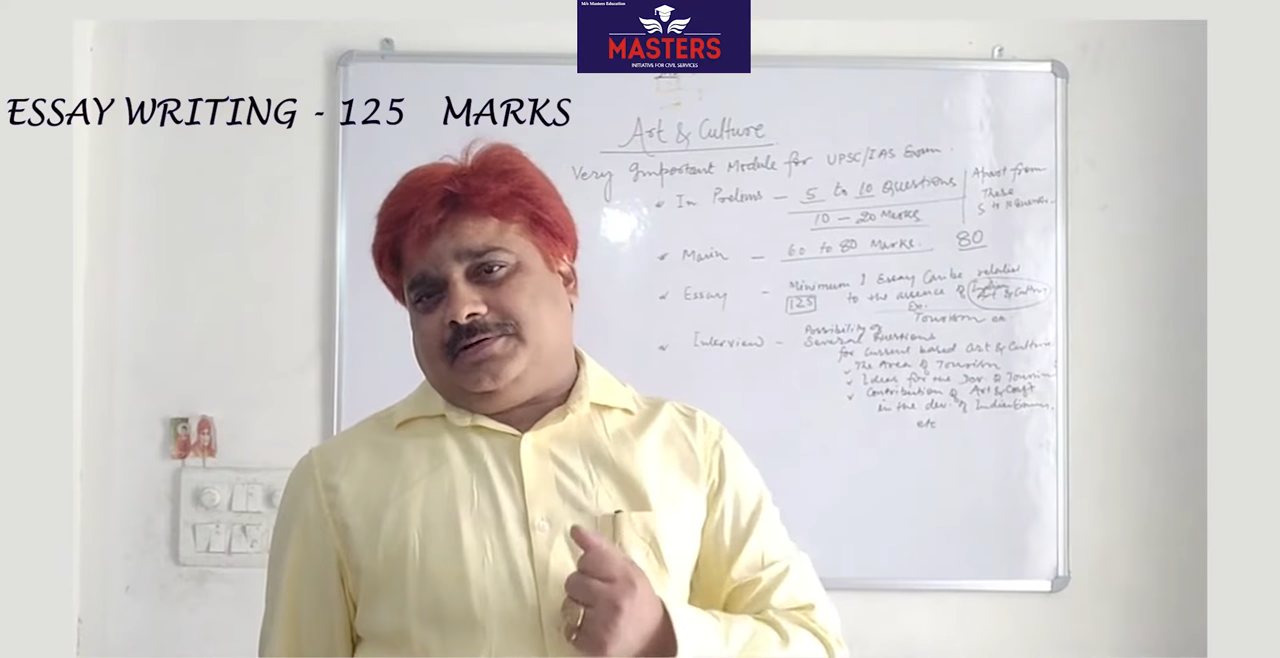 M/s Masters Education
MASTERS
INITIATIVE FOR CIVIL SERVICES
ESSAY WRITING - 125 MARKS
Art & Culture
Very Important Module for UPSC/IAS Exam.
• In Prelims — 5 to 10 Questions
10 — 20 Marks
Apart from
These
5 to 10 Question.
• Main — 60 to 80 Marks. 80
• Essay - Minimum 1 Essay Can be related
125 to the essence of Indian
Art & Culture
Tourism etc.
• Interview - Possibility of
Several Questions
for current based Art & Culture
✓ The Area of Tourism
✓ Ideas for the Dev. of Tourism
✓ Contribution of Art & Craft
in the dev. of Indian
etc